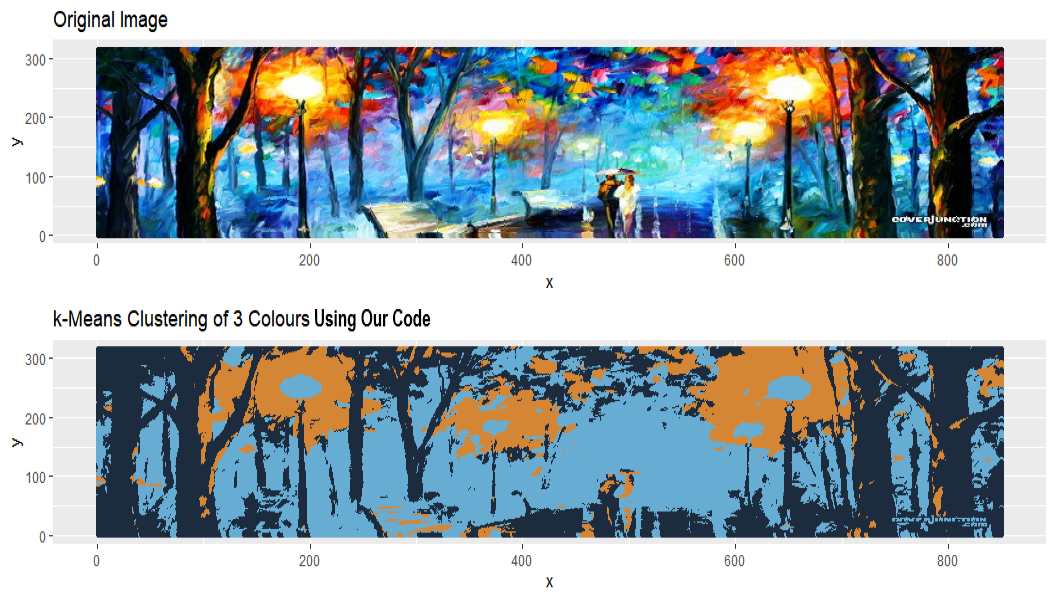 Original Image
300
200
100
0
y
COVERJUNCTION
.com
0 200 400 600 800
x
k-Means Clustering of 3 Colours Using Our Code
300
200
100
0
y
COVERJUNCTION
.com
0 200 400 600 800
x